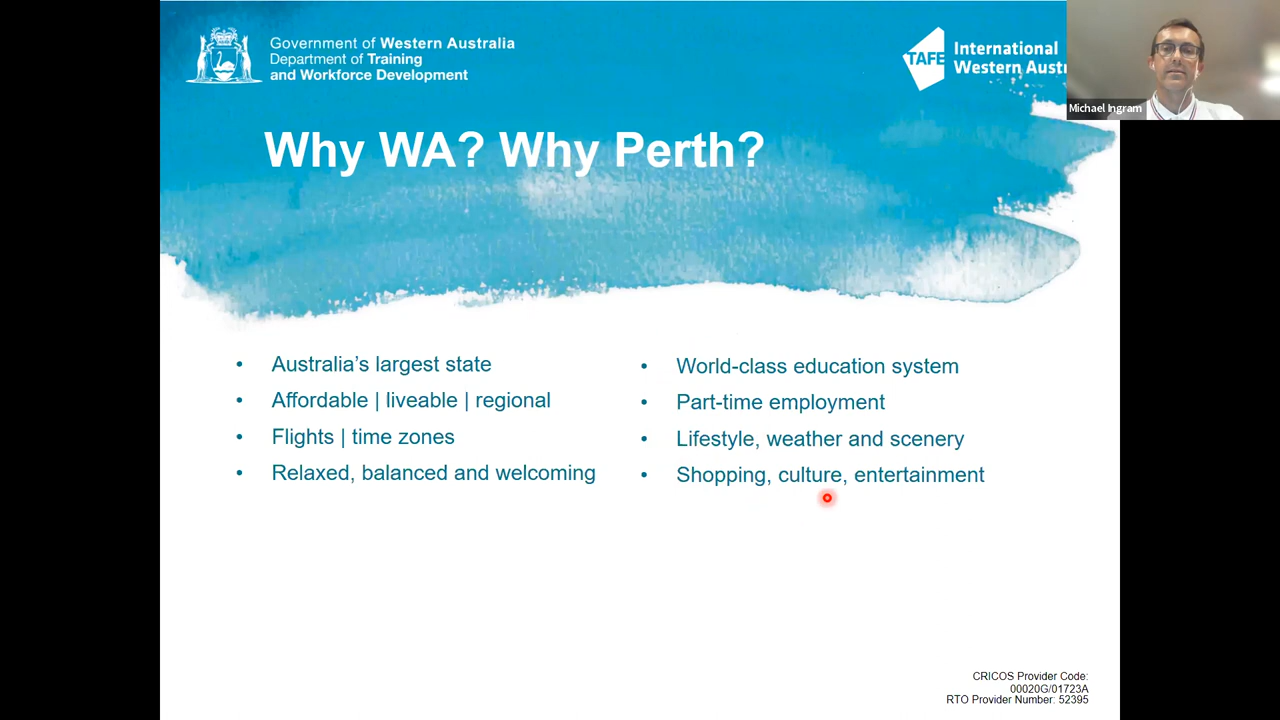 Government of Western Australia
Department of Training
and Workforce Development
TAFE
International
Western Austr
Michael Ingram
Why WA? Why Perth?
• Australia’s largest state
• Affordable | liveable | regional
• Flights | time zones
• Relaxed, balanced and welcoming
• World-class education system
• Part-time employment
• Lifestyle, weather and scenery
• Shopping, culture, entertainment
CRICOS Provider Code:
00020G/01723A
RTO Provider Number: 52395